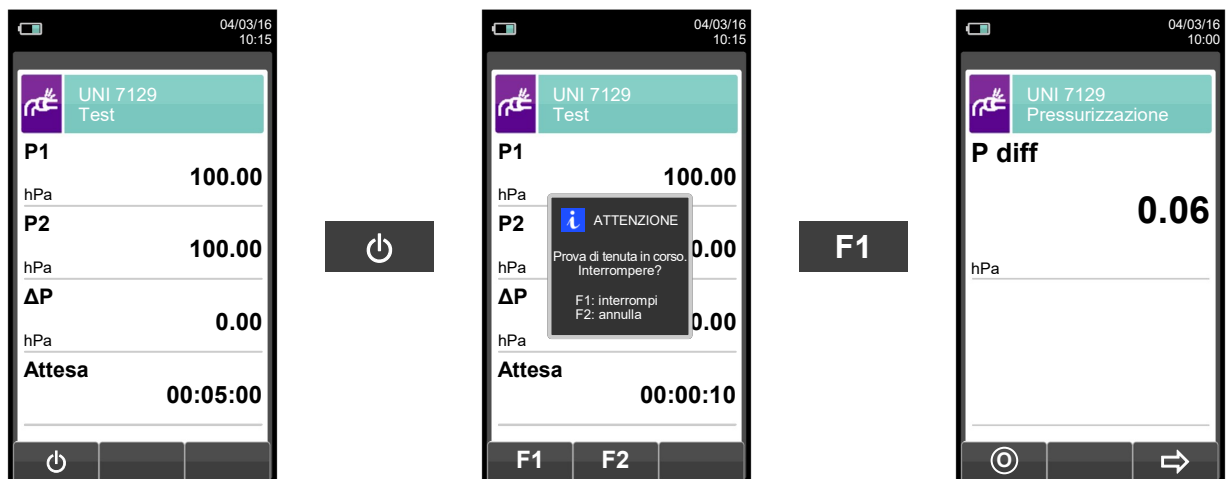 04/03/16
10:15
UNI 7129
Test
P1
100.00
hPa
P2
100.00
hPa
ΔP
0.00
hPa
Attesa
00:05:00
04/03/16
10:15
UNI 7129
Test
P1
100.00
hPa
P2
0.00
hPa
ΔP
0.00
hPa
Attesa
00:00:10
ATTENZIONE
Prova di tenuta in corso.
Interrompere?
F1: interrompi
F2: annulla
F1 F2
F1
04/03/16
10:00
UNI 7129
Pressurizzazione
P diff
0.06
hPa